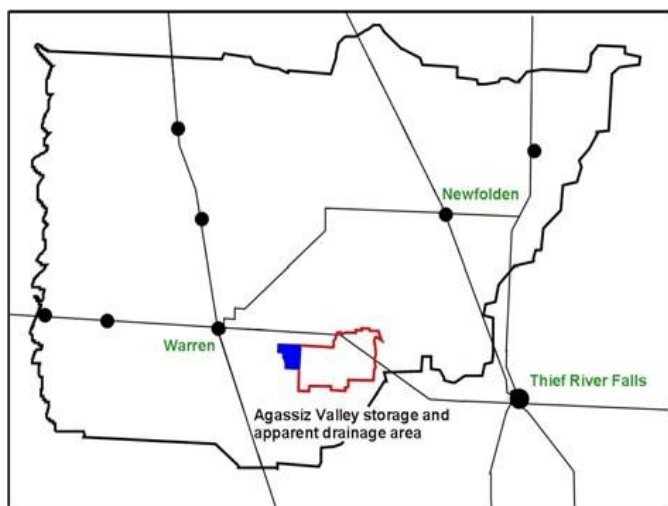 Newfolden
Warren
Thief River Falls
Agassiz Valley storage and
apparent drainage area